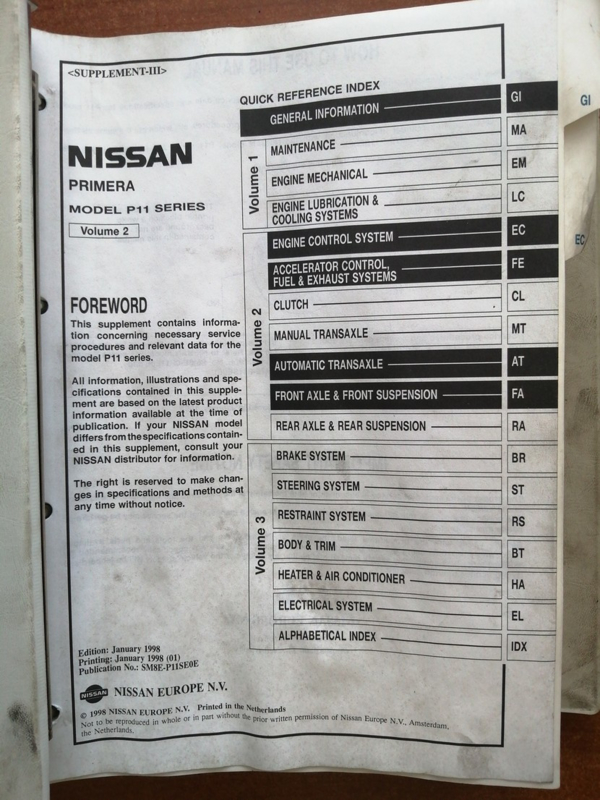 <SUPPLEMENT-III>
NISSAN
PRIMERA
MODEL P11 SERIES
Volume 2
FOREWORD
This supplement contains informa-
tion concerning necessary service
procedures and relevant data for the
model P11 series.
All information, illustrations and spe-
cifications contained in this supple-
ment are based on the latest product
information available at the time of
publication. If your NISSAN model
differs from the specifications contain-
ed in this supplement, consult your
NISSAN distributor for information.
The right is reserved to make chan-
ges in specifications and methods at
any time without notice.
QUICK REFERENCE INDEX
GENERAL INFORMATION GI
Volume 1
MAINTENANCE MA
ENGINE MECHANICAL EM
ENGINE LUBRICATION &
COOLING SYSTEMS LC
Volume 2
ENGINE CONTROL SYSTEM EC
ACCELERATOR CONTROL,
FUEL & EXHAUST SYSTEMS FE
CLUTCH CL
MANUAL TRANSAXLE MT
AUTOMATIC TRANSAXLE AT
FRONT AXLE & FRONT SUSPENSION FA
REAR AXLE & REAR SUSPENSION RA
Volume 3
BRAKE SYSTEM BR
STEERING SYSTEM ST
RESTRAINT SYSTEM RS
BODY & TRIM BT
HEATER & AIR CONDITIONER HA
ELECTRICAL SYSTEM EL
ALPHABETICAL INDEX IDX
GI
EC
Edition: January 1998
Printing: January 1998 (01)
Publication No.: SM8E-P11SE0E
NISSAN NISSAN EUROPE N.V.
© 1998 NISSAN EUROPE N.V. Printed in the Netherlands
Not to be reproduced in whole or in part without the prior written permission of Nissan Europe N.V., Amsterdam,
the Netherlands.